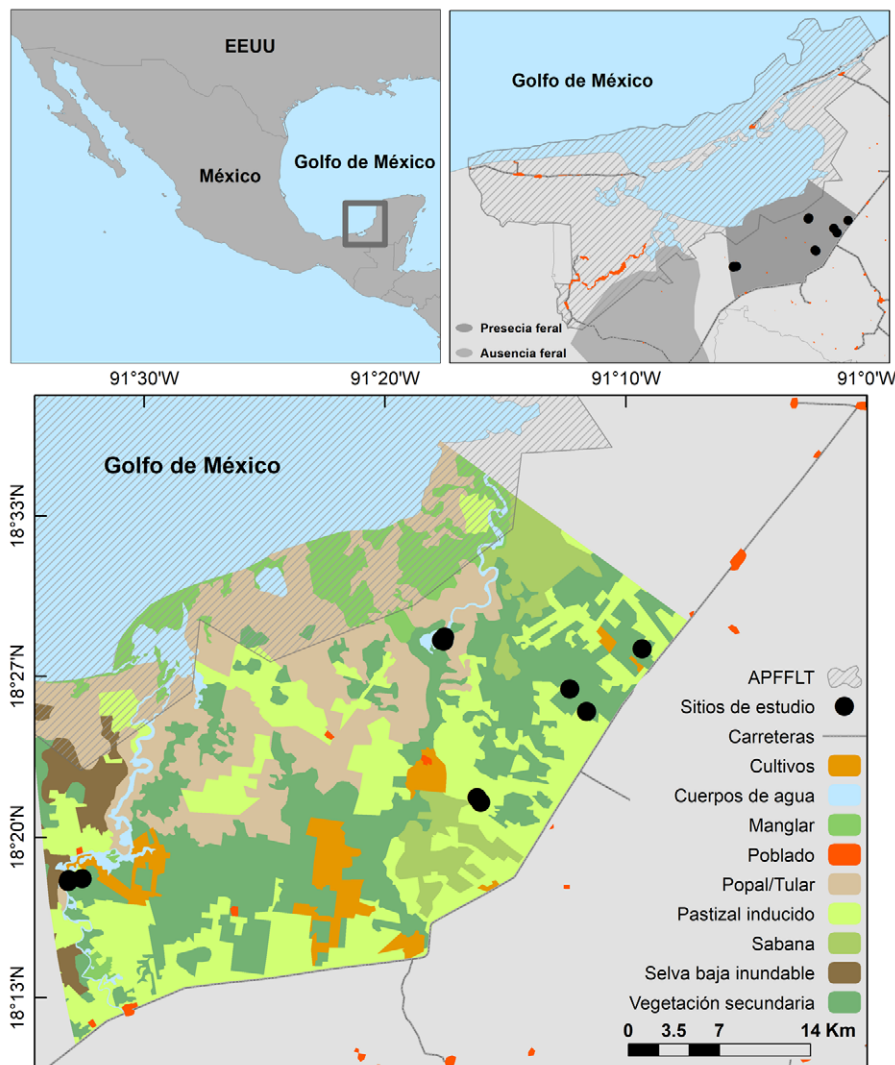 EEUU
México
Golfo de México
Golfo de México
Presecia feral
Ausencia feral
91°30'W
91°20'W
91°10'W
91°0'W
Golfo de México
18°33'N
18°27'N
18°20'N
18°13'N
APFFLT
Sitios de estudio
Carreteras
Cultivos
Cuerpos de agua
Manglar
Poblado
Popal/Tular
Pastizal inducido
Sabana
Selva baja inundable
Vegetación secundaria
0 3.5 7 14 Km